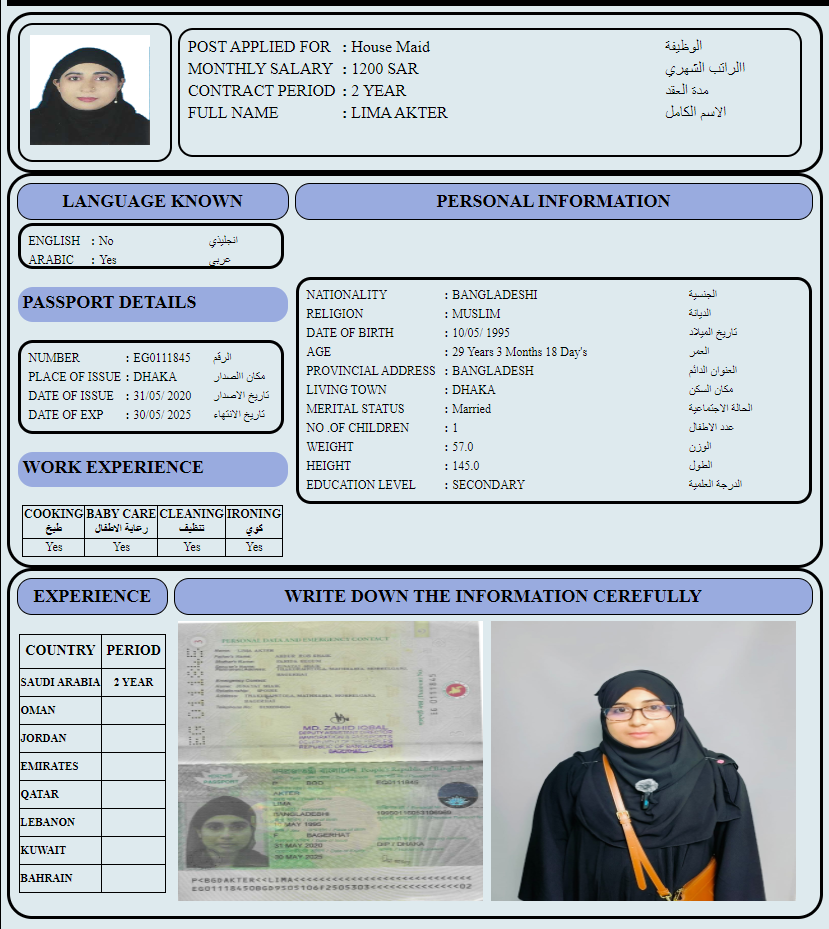 POST APPLIED FOR : House Maid الوظيفة
MONTHLY SALARY : 1200 SAR االراتب الشهري
CONTRACT PERIOD : 2 YEAR مدة العقد
FULL NAME : LIMA AKTER الاسم الكامل
LANGUAGE KNOWN
ENGLISH : No انجليذي
ARABIC : Yes عربي
PASSPORT DETAILS
NUMBER : EG0111845 الرقم
PLACE OF ISSUE : DHAKA مكان االصدار
DATE OF ISSUE : 31/05/ 2020 تاريخ الاصدار
DATE OF EXP : 30/05/ 2025 تاريخ الانتهاء
WORK EXPERIENCE
COOKING BABY CARE CLEANING IRONING
طبخ رعاية الاطفال تنظيف كوي
Yes Yes Yes Yes
PERSONAL INFORMATION
NATIONALITY : BANGLADESHI الجنسية
RELIGION : MUSLIM الديانة
DATE OF BIRTH : 10/05/ 1995 تاريخ الميلاد
AGE : 29 Years 3 Months 18 Day's العمر
PROVINCIAL ADDRESS : BANGLADESH العنوان الدائم
LIVING TOWN : DHAKA مكان السكن
MERITAL STATUS : Married الحالة الاجتماعية
NO .OF CHILDREN : 1 عدد الاطفال
WEIGHT : 57.0 الوزن
HEIGHT : 145.0 الطول
EDUCATION LEVEL : SECONDARY الدرجة العلمية
EXPERIENCE
COUNTRY PERIOD
SAUDI ARABIA 2 YEAR
OMAN
JORDAN
EMIRATES
QATAR
LEBANON
KUWAIT
BAHRAIN
WRITE DOWN THE INFORMATION CEREFULLY
PERSONAL DATA AND EMERGENCY CONTACT
MD. ZAHID IQBAL
EG0111845
AKTER
LIMA
BANGLADESHI
MAY 1995
F BAGERHAT
31 MAY 2020 DIP / DHAKA
30 MAY 2025